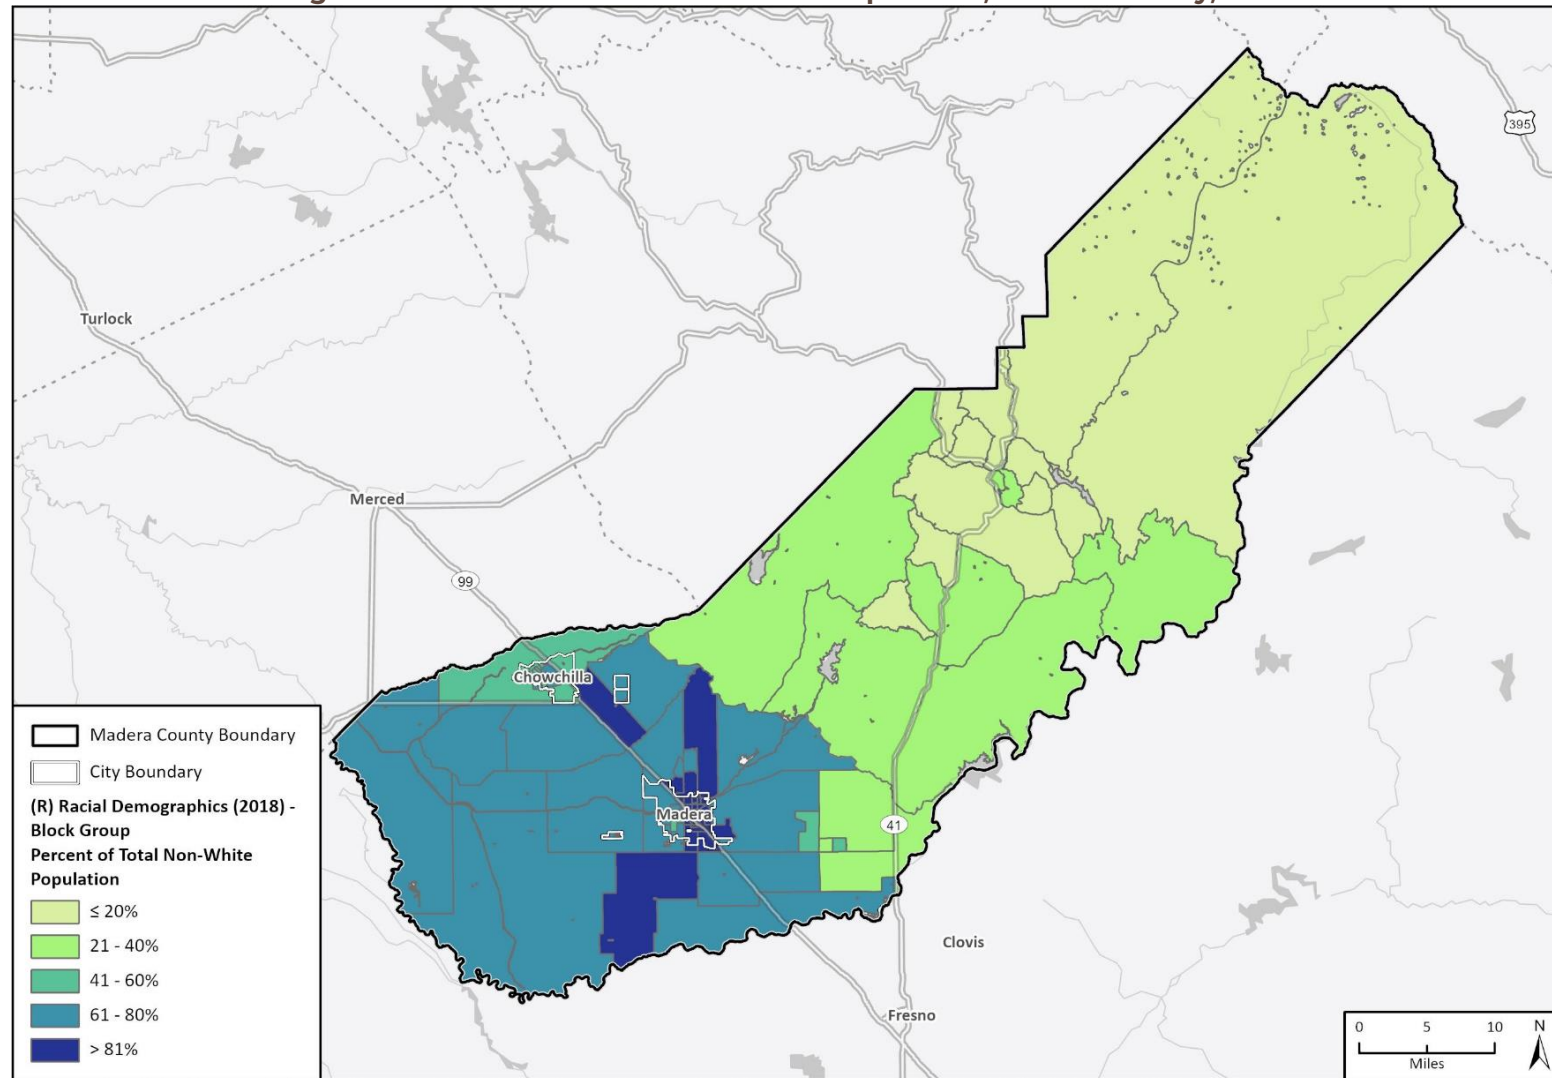 395
Turlock
Merced
99
Chowchilla
Madera
41
Clovis
Fresno
Madera County Boundary
City Boundary
(R) Racial Demographics (2018) -
Block Group
Percent of Total Non-White
Population
≤ 20%
21 - 40%
41 - 60%
61 - 80%
> 81%
0 5 10
Miles
N